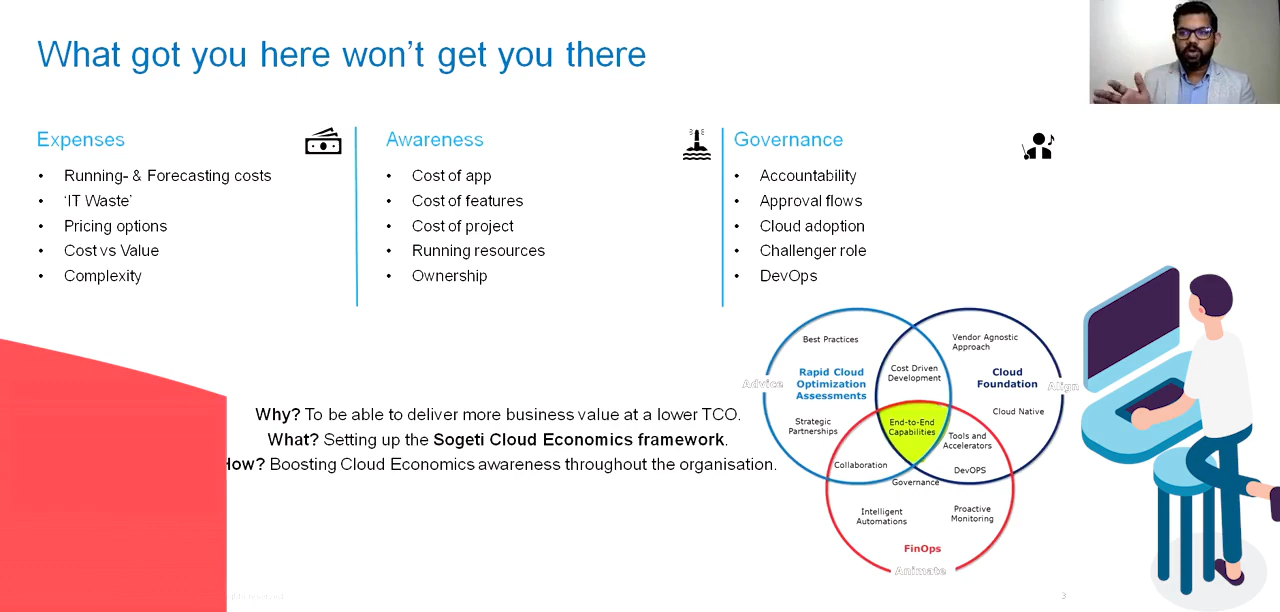 What got you here won’t get you there
Expenses
• Running- & Forecasting costs
• ‘IT Waste’
• Pricing options
• Cost vs Value
• Complexity
Awareness
• Cost of app
• Cost of features
• Cost of project
• Running resources
• Ownership
Governance
• Accountability
• Approval flows
• Cloud adoption
• Challenger role
• DevOps
Why? To be able to deliver more business value at a lower TCO.
What? Setting up the Sogeti Cloud Economics framework.
How? Boosting Cloud Economics awareness throughout the organisation.
Advice
Best Practices
Rapid Cloud
Optimization
Assessments
Strategic
Partnerships
Cost Driven
Development
Vendor Agnostic
Approach
Cloud
Foundation
Align
Cloud Native
End-to-End
Capabilities
Tools and
Accelerators
Collaboration
DevOPS
Governance
Intelligent
Automations
Proactive
Monitoring
FinOps
Animate
3